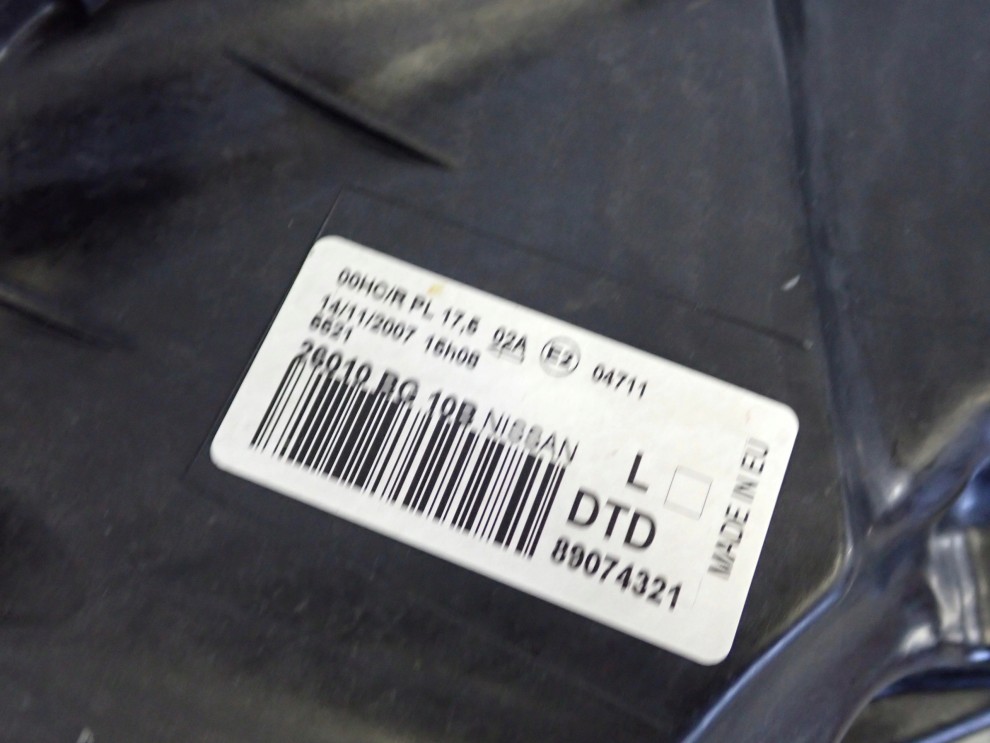 00HC/R PL 17,5 02A E2 04711
14/11/2007 16h08
6621
26010 BG 10B NISSAN
L
DTD
89074321
MADE IN EU